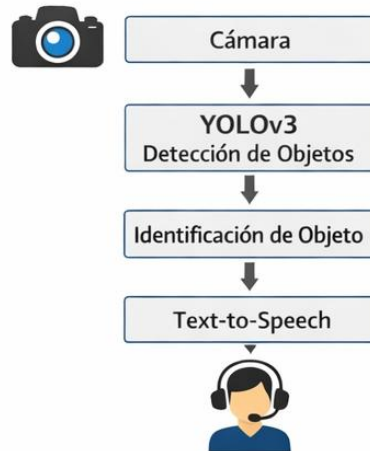 Cámara
YOLOv3
Detección de Objetos
Identificación de Objeto
Text-to-Speech